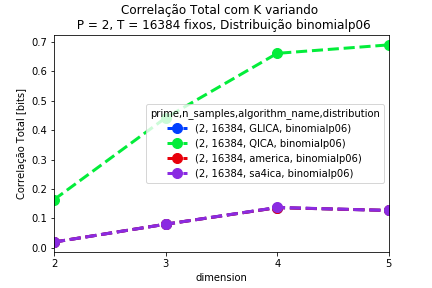 Correlação Total com K variando
P = 2, T = 16384 fixos, Distribuição binomialp06
Correlação Total [bits]
0.7
0.6
0.5
0.4
0.3
0.2
0.1
0.0
prime,n_samples,algorithm_name,distribution
(2, 16384, GLICA, binomialp06)
(2, 16384, QICA, binomialp06)
(2, 16384, america, binomialp06)
(2, 16384, sa4ica, binomialp06)
2
3
4
5
dimension